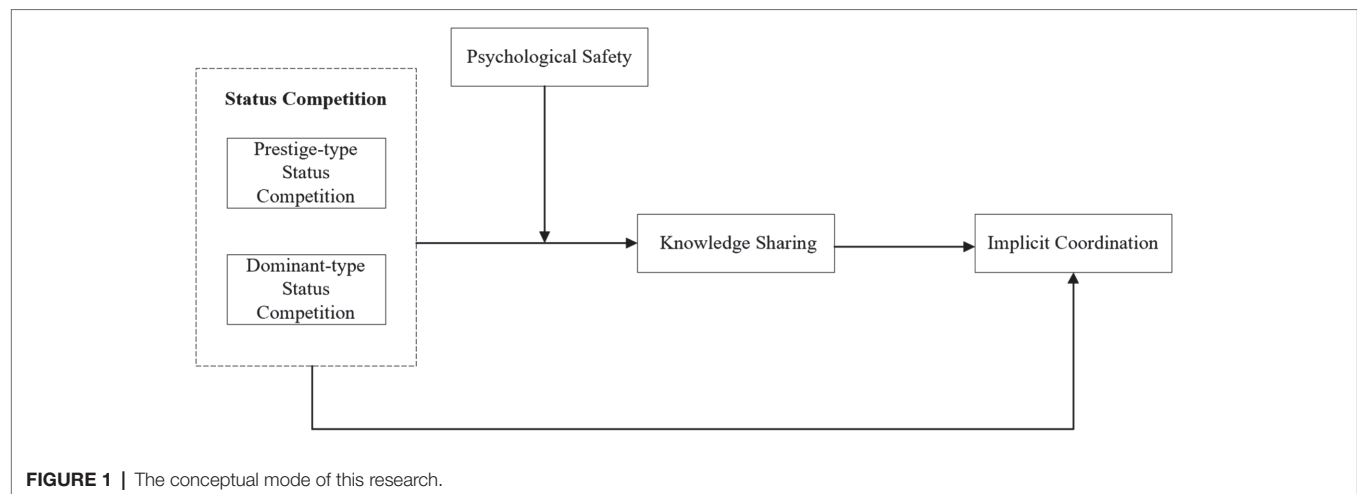 Psychological Safety
Status Competition
Prestige-type
Status
Competition
Dominant-type
Status
Competition
Knowledge Sharing
Implicit Coordination
FIGURE 1 | The conceptual mode of this research.